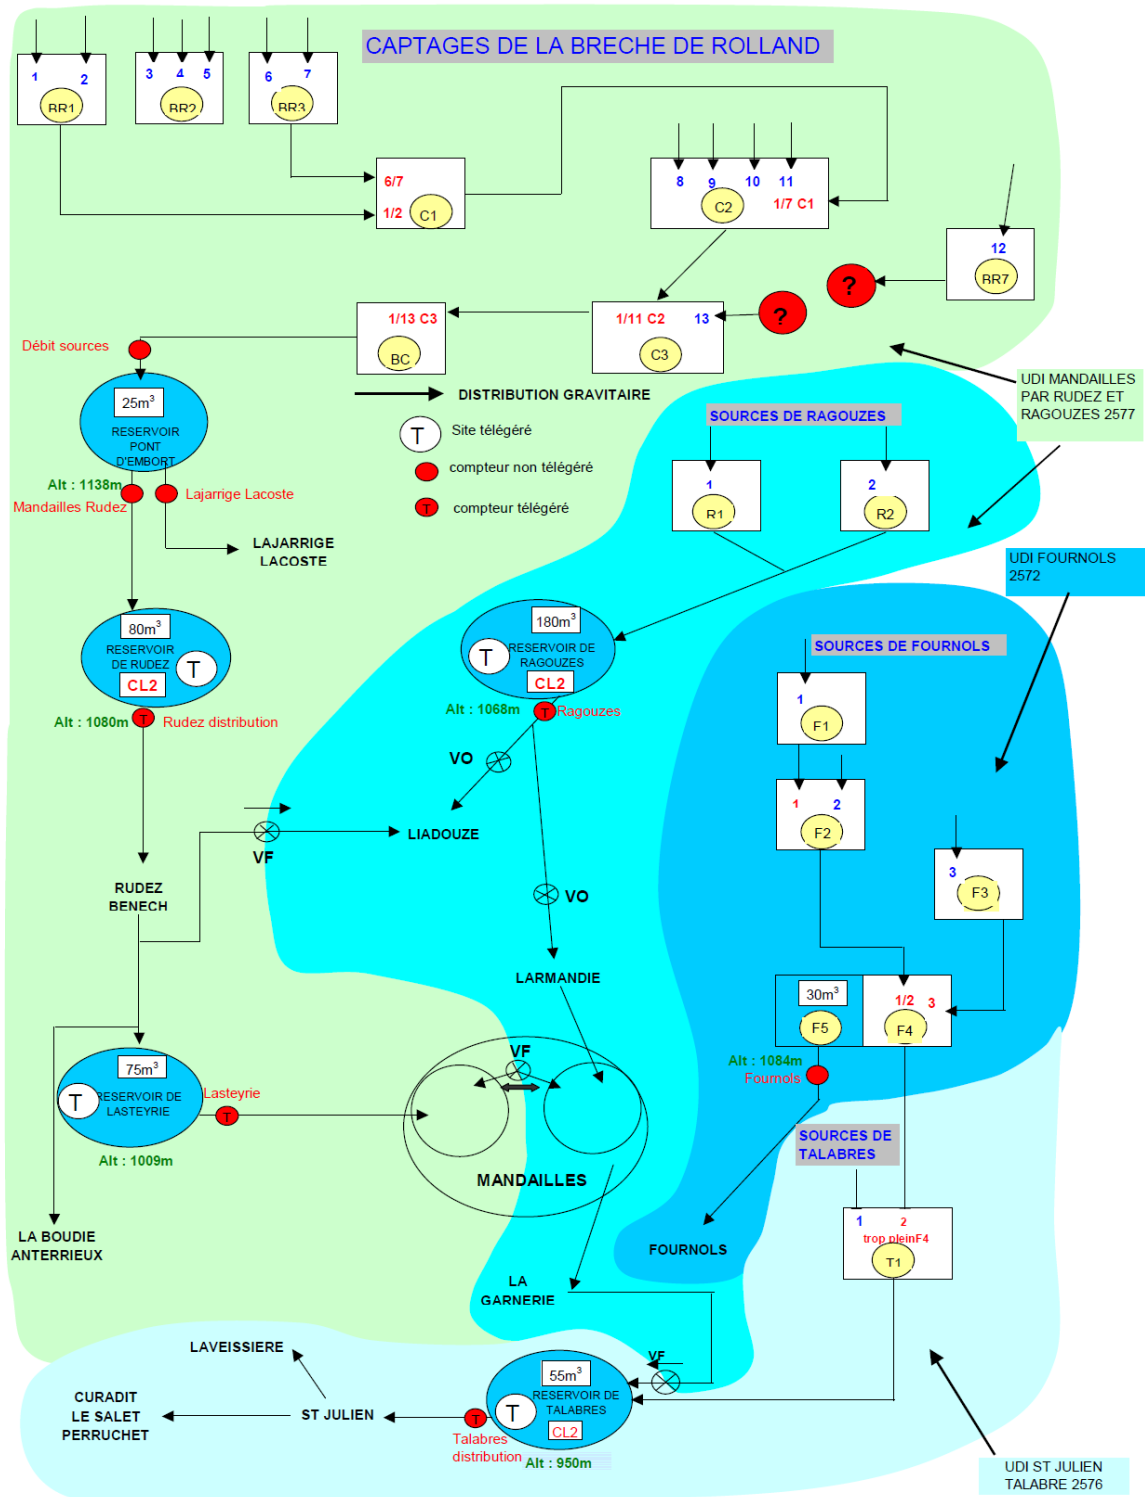 CAPTAGES DE LA BRECHE DE ROLLAND
1 2
BR1
3 4 5
BR2
6 7
BR3
6/7
1/2 C1
8 9 10 11
C2 1/7 C1
12
BR7
?
?
1/13 C3
BC
1/11 C2 13
C3
Débit sources
25m³
RESERVOIR
PONT
D'EMBORT
Alt : 1138m
Mandailles Rudez
Lajarrige Lacoste
LAJARRIGE
LACOSTE
DISTRIBUTION GRAVITAIRE
T Site télégéré
compteur non télégéré
T compteur télégéré
UDI MANDAILLES
PAR RUDEZ ET
RAGOUZES 2577
SOURCES DE RAGOUZES
1
R1
2
R2
UDI FOURNOLS
2572
80m³
RESERVOIR
DE RUDEZ
T
CL2
Alt : 1080m
T
Rudez distribution
180m³
T
RESERVOIR DE
RAGOUZES
CL2
Alt : 1068m
T
Ragouzes
SOURCES DE FOURNOLS
1
F1
1 2
F2
3
F3
VO
LIADOUZE
VF
VO
RUDEZ
BENECH
LARMANDIE
30m³
F5
1/2 3
F4
Alt : 1084m
Fournols
75m³
T
RESERVOIR DE
LASTEYRIE
Lasteyrie
T
Alt : 1009m
VF
MANDAILLES
SOURCES DE
TALABRES
LA BOUDIE
ANTERRIEUX
FOURNOLS
1 2
trop pleinF4
T1
LA
GARNERIE
LAVEISSIERE
VF
55m³
RESERVOIR DE
TALABRES
T
CL2
CURADIT
LE SALET
PERRUCHET
ST JULIEN
T
Talabres
distribution
Alt : 950m
UDI ST JULIEN
TALABRE 2576